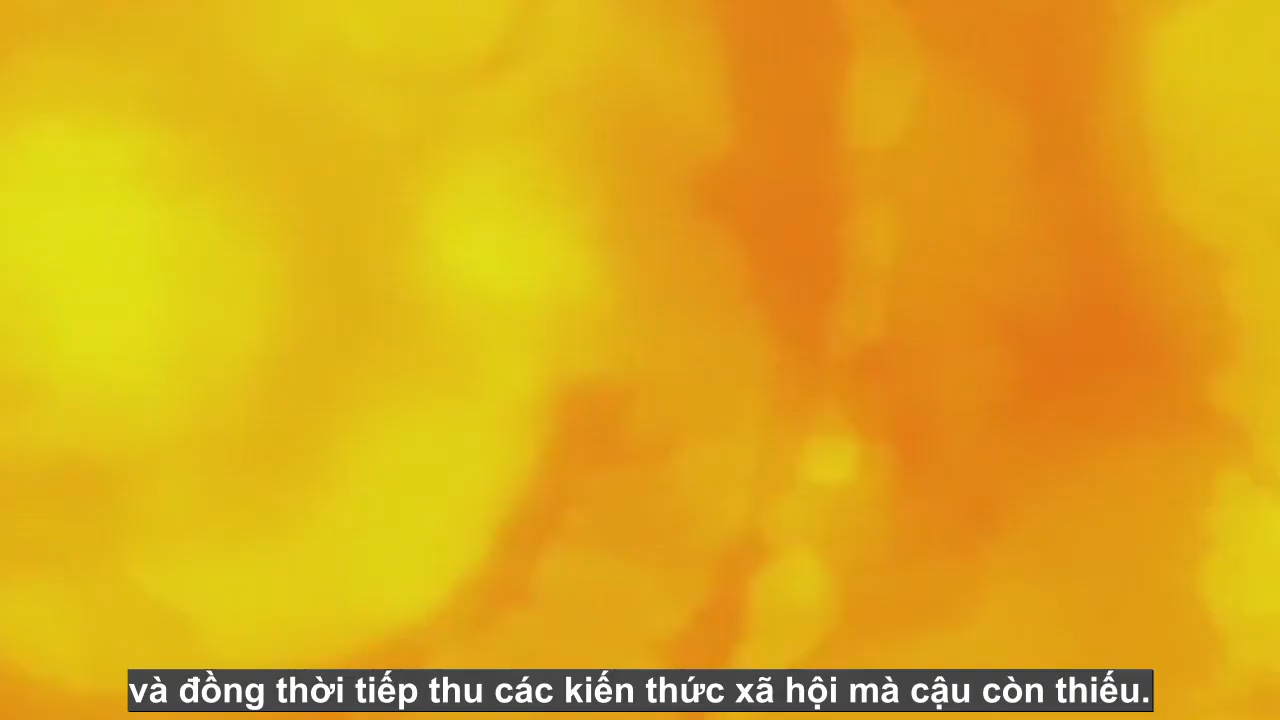 và đồng thời tiếp thu các kiến thức xã hội mà cậu còn thiếu.